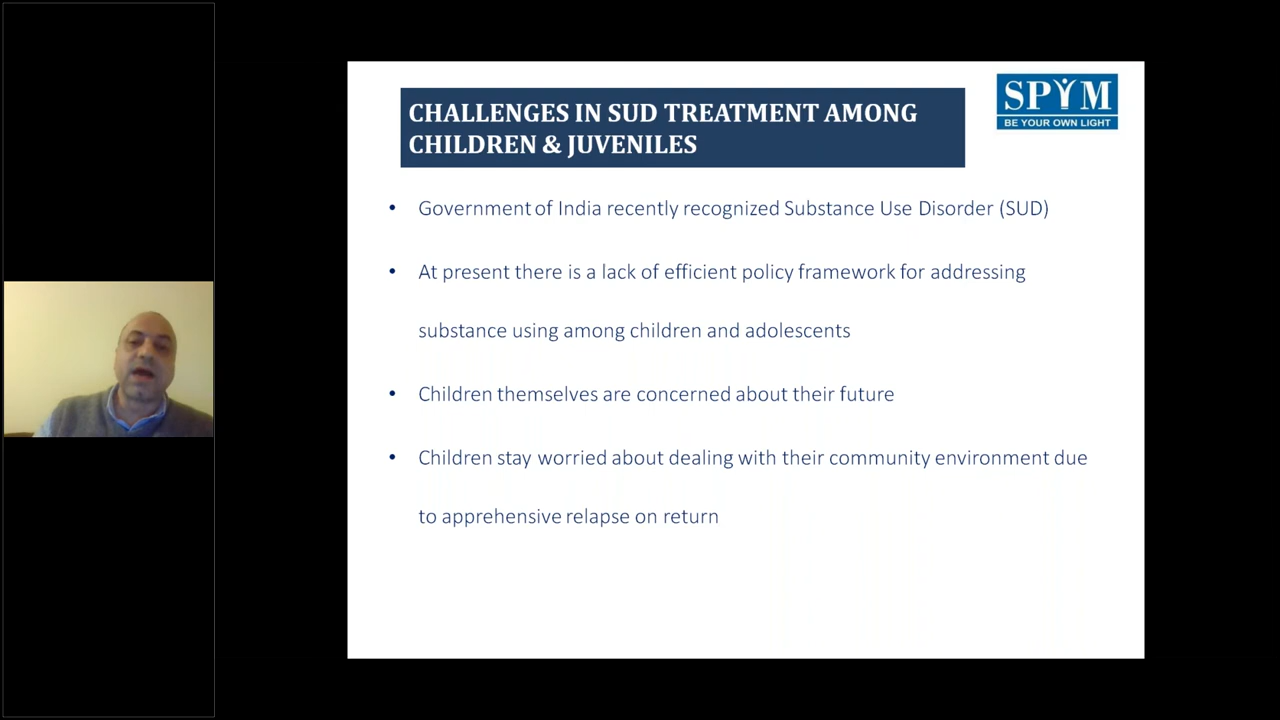 CHALLENGES IN SUD TREATMENT AMONG
CHILDREN & JUVENILES
SPYM
BE YOUR OWN LIGHT
• Government of India recently recognized Substance Use Disorder (SUD)
• At present there is a lack of efficient policy framework for addressing
substance using among children and adolescents
• Children themselves are concerned about their future
• Children stay worried about dealing with their community environment due
to apprehensive relapse on return